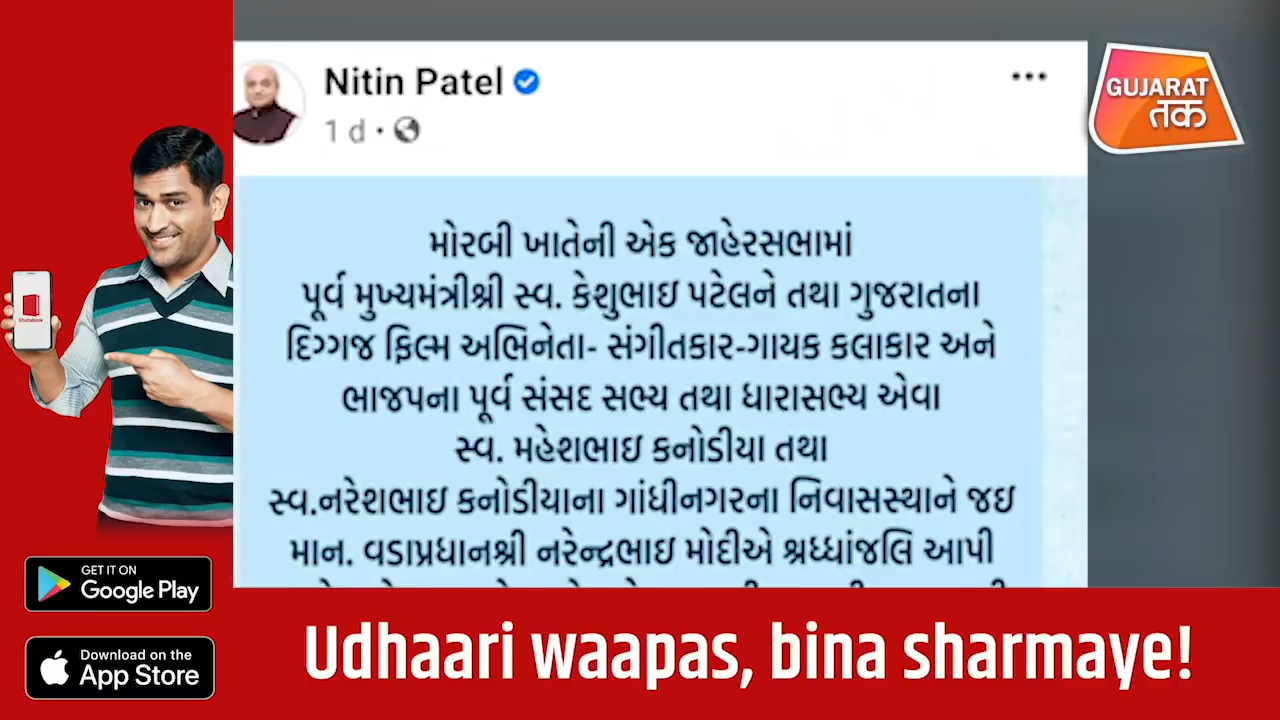 Nitin Patel
1 d
GUJARAT
तक
મોરબી ખાતેની એક જાહેરસભામાં
પૂર્વ મુખ્યમંત્રીશ્રી સ્વ. કેશુભાઇ પટેલને તથા ગુજરાતના
દિગ્ગજ ફિલ્મ અભિનેતા- સંગીતકાર-ગાયક કલાકાર અને
ભાજપના પૂર્વ સંસદ સભ્ય તથા ધારાસભ્ય એવા
સ્વ. મહેશભાઇ કનોડીયા તથા
સ્વ.નરેશભાઇ કનોડીયાના ગાંધીનગરના નિવાસસ્થાને જઇ
માન. વડાપ્રધાનશ્રી નરેન્દ્રભાઇ મોદીએ શ્રધ્ધાંજલિ આપી
Khatabook
GET IT ON
Google Play
Download on the
App Store
Udhaari waapas, bina sharmaye!